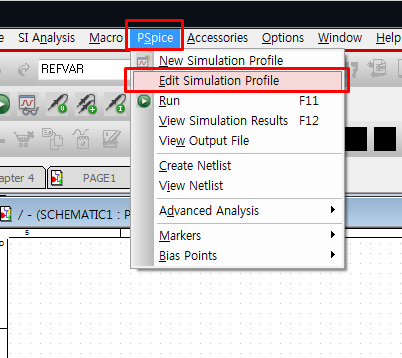 SI Analysis Macro PSpice Accessories Options Window
REFVAR
New Simulation Profile
Edit Simulation Profile
Run F11
View Simulation Results F12
View Output File
Create Netlist
View Netlist
Advanced Analysis
Markers
Bias Points
apter 4 PAGE1
/ - (SCHEMATIC1 : P
5